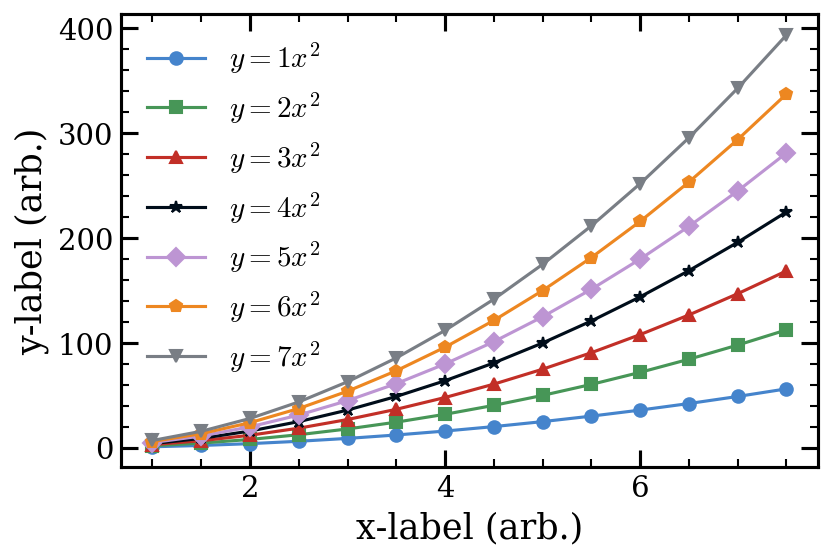 400
300
200
100
0
y-label (arb.)
y = 1x²
y = 2x²
y = 3x²
y = 4x²
y = 5x²
y = 6x²
y = 7x²
2 4 6
x-label (arb.)